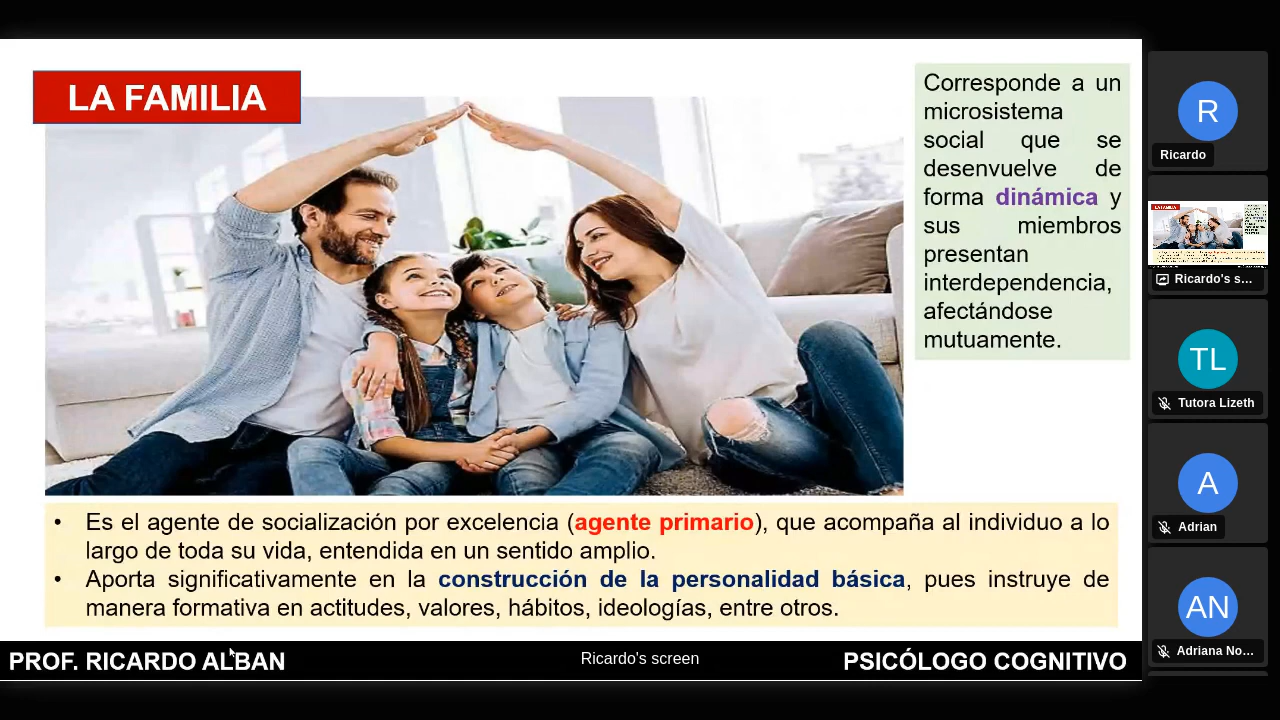 LA FAMILIA
Corresponde a un
microsistema
social que se
desenvuelve de
forma dinámica y
sus miembros
presentan
interdependencia,
afectándose
mutuamente.
• Es el agente de socialización por excelencia (agente primario), que acompaña al individuo a lo
largo de toda su vida, entendida en un sentido amplio.
• Aporta significativamente en la construcción de la personalidad básica, pues instruye de
manera formativa en actitudes, valores, hábitos, ideologías, entre otros.
PROF. RICARDO ALBAN
Ricardo's screen
PSICÓLOGO COGNITIVO
R
Ricardo
Ricardo's s...
TL
Tutora Lizeth
A
Adrian
AN
Adriana No...